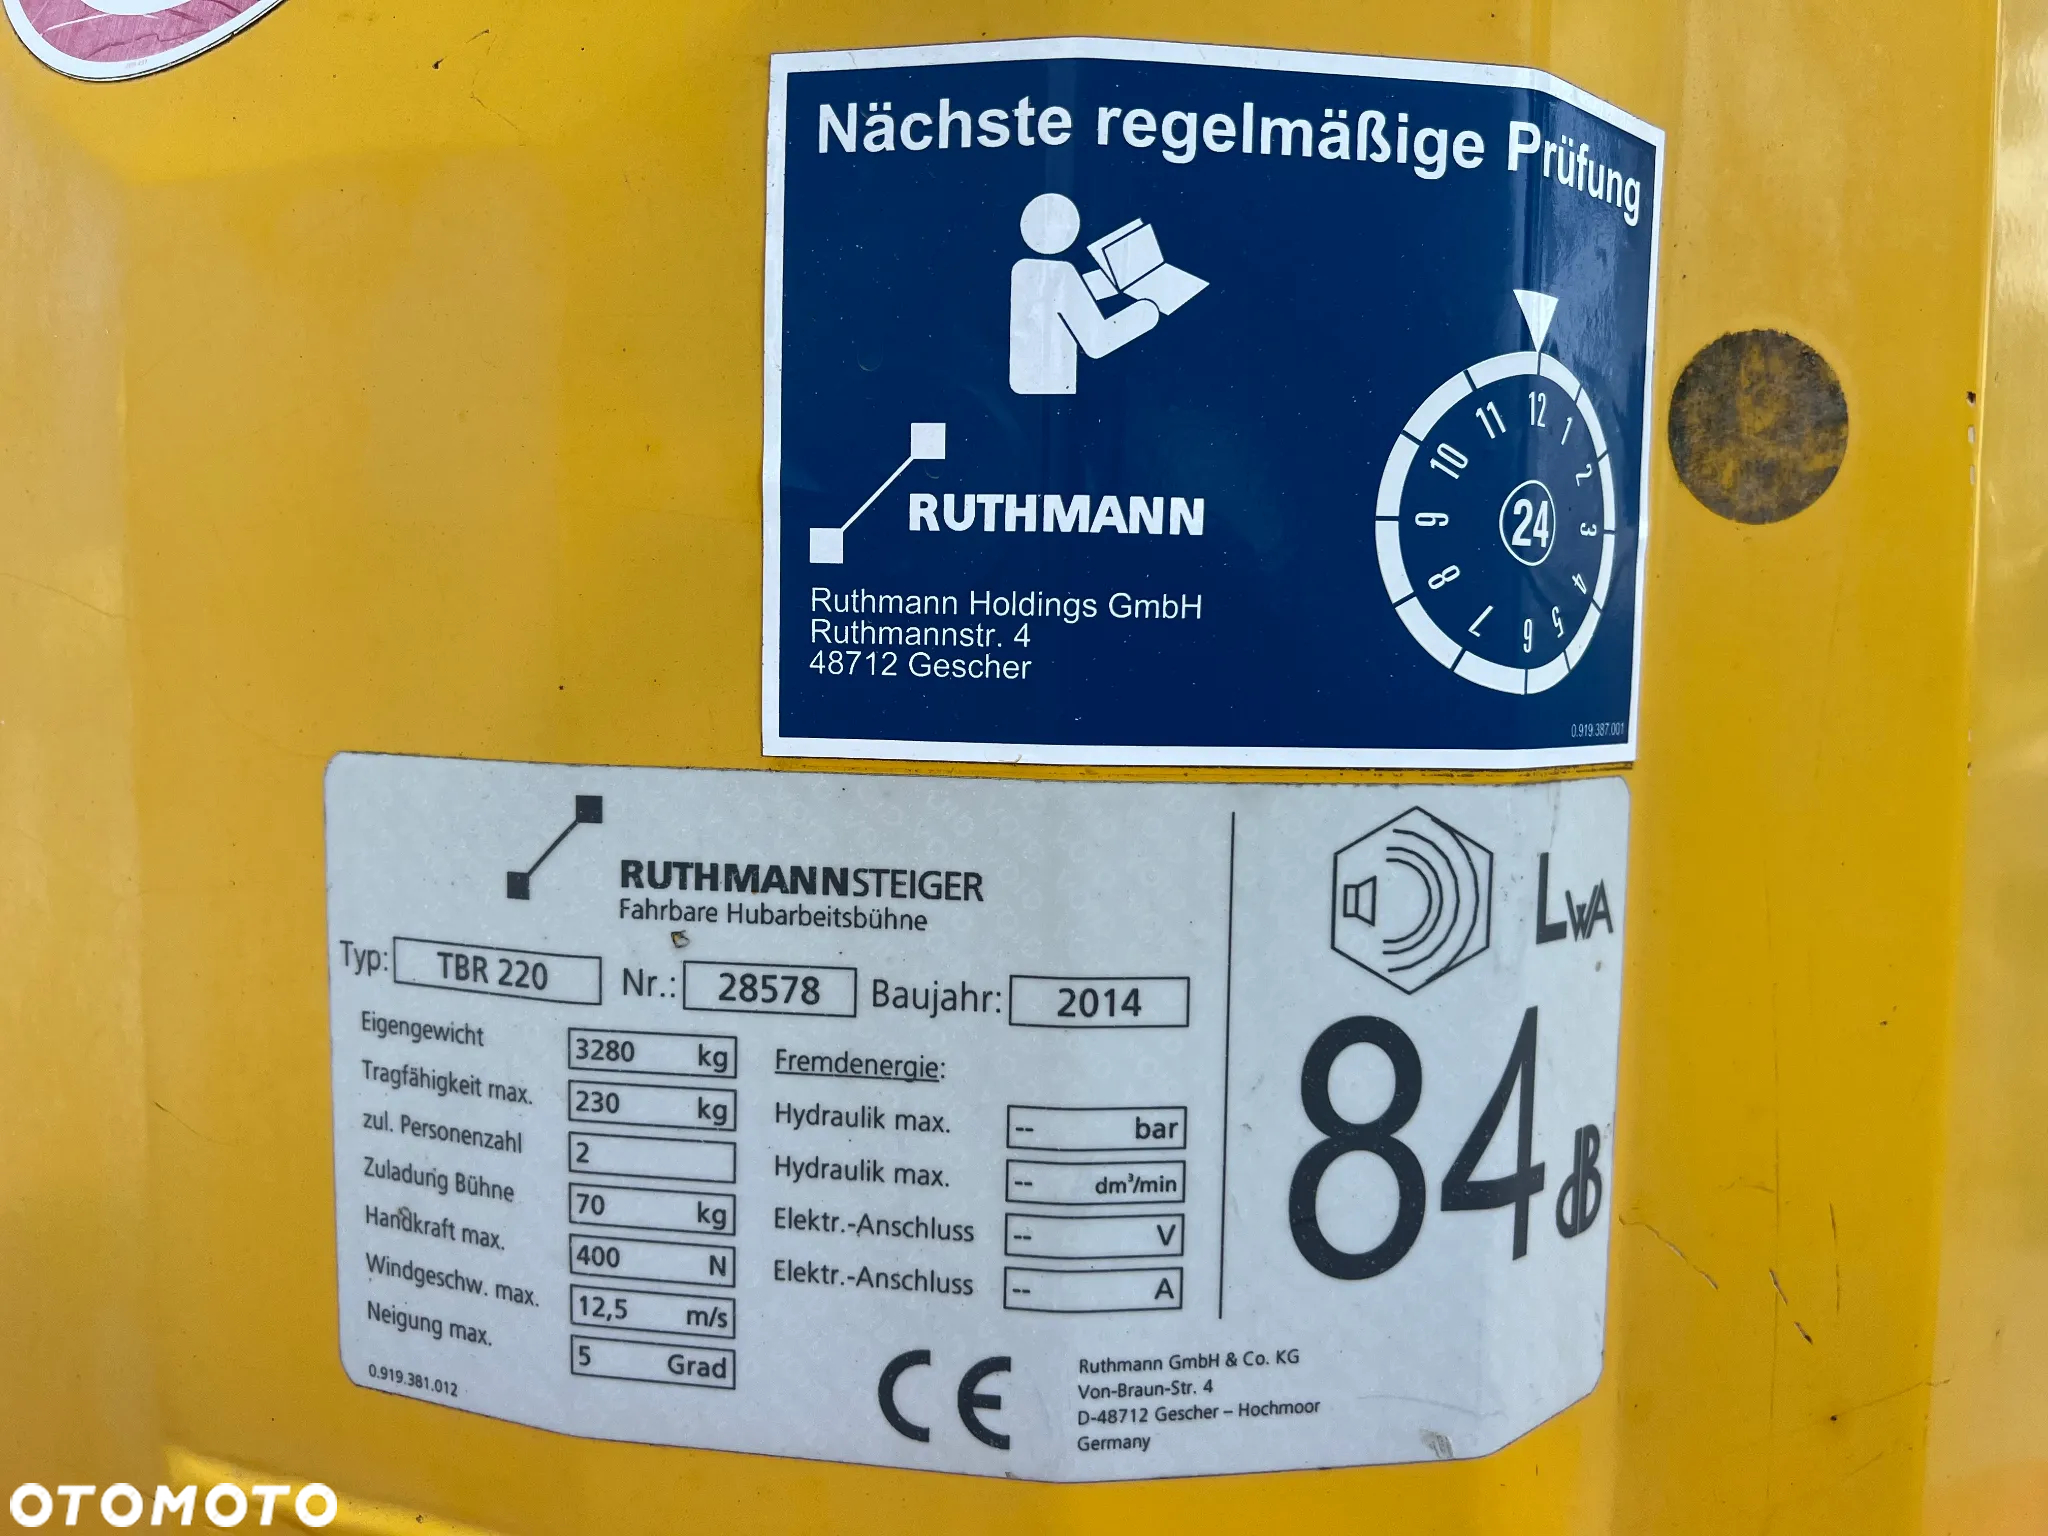 Nächste regelmäßige Prüfung
12
1
2
3
4
5
6
7
8
9
10
11
24
RUTHMANN
Ruthmann Holdings GmbH
Ruthmannstr. 4
48712 Gescher
0.919.387.001
RUTHMANNSTEIGER
Fahrbare Hubarbeitsbühne
Typ: TBR 220 Nr.: 28578 Baujahr: 2014
Eigengewicht 3280 kg
Tragfähigkeit max. 230 kg
zul. Personenzahl 2
Zuladung Bühne 70 kg
Handkraft max. 400 N
Windgeschw. max. 12,5 m/s
Neigung max. 5 Grad
0.919.381.012
Fremdenergie:
Hydraulik max. -- bar
Hydraulik max. -- dm³/min
Elektr.-Anschluss -- V
Elektr.-Anschluss -- A
CE
Ruthmann GmbH & Co. KG
Von-Braun-Str. 4
D-48712 Gescher – Hochmoor
Germany
LWA
84 dB
OTOMOTO